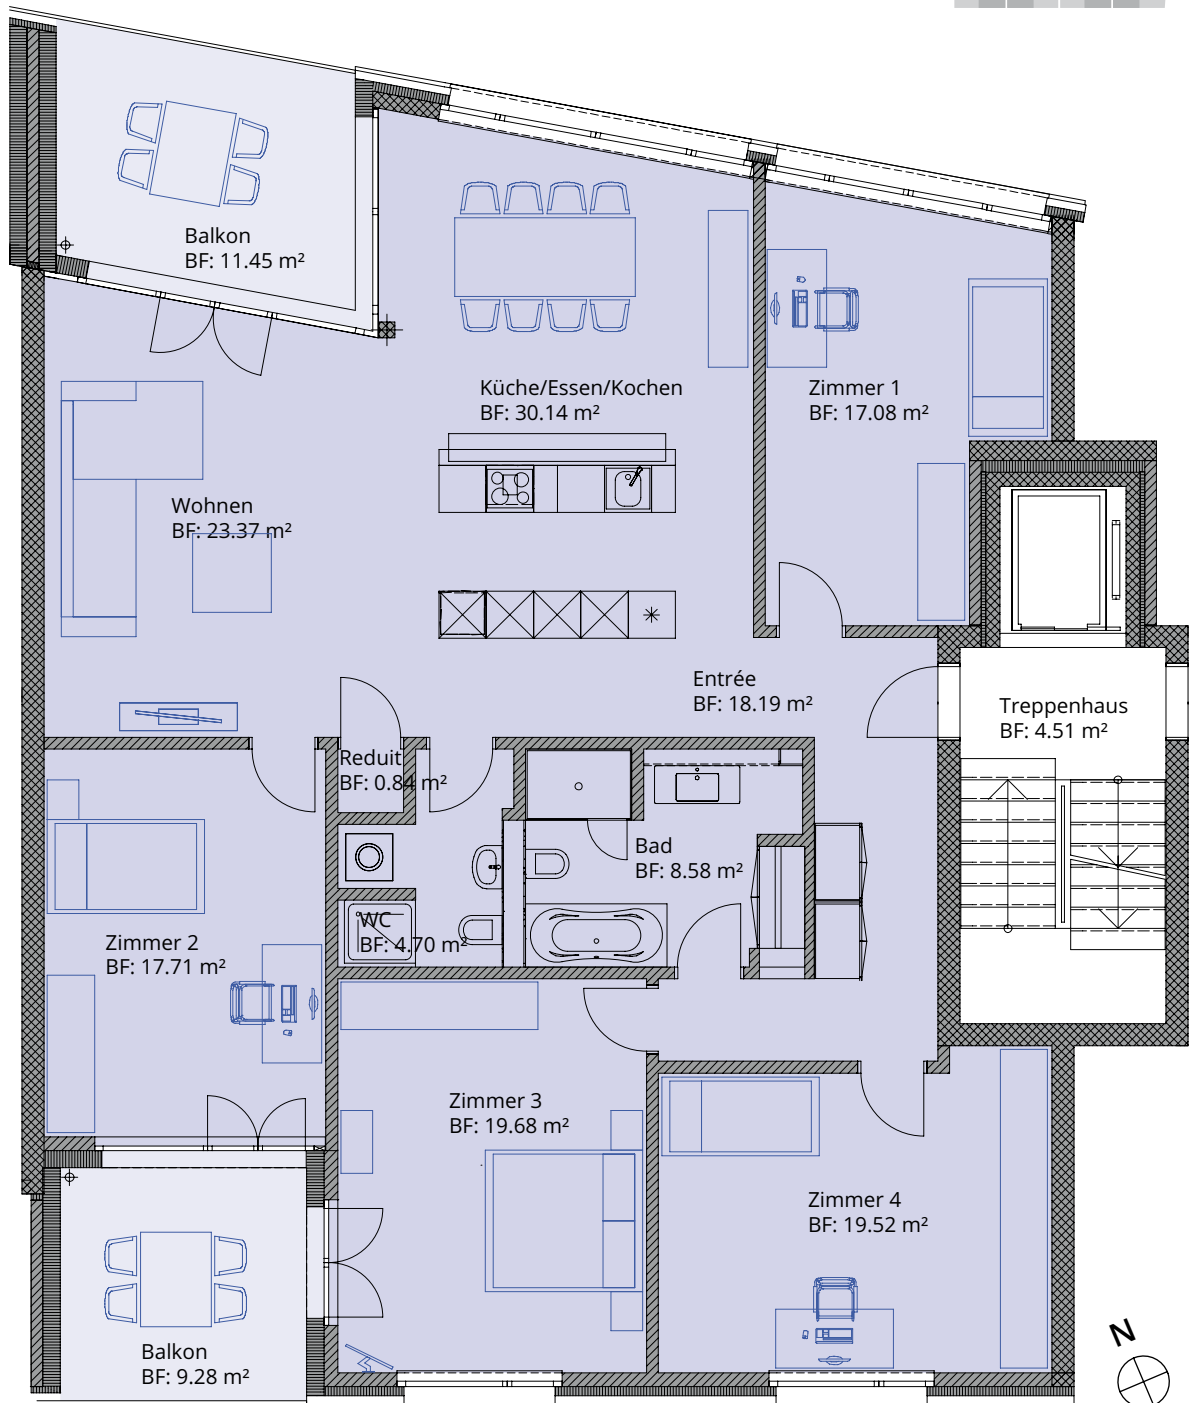 Balkon
BF: 11.45 m²
Küche/Essen/Kochen
BF: 30.14 m²
Zimmer 1
BF: 17.08 m²
Wohnen
BF: 23.37 m²
Entrée
BF: 18.19 m²
Treppenhaus
BF: 4.51 m²
Reduit
BF: 0.84 m²
Bad
BF: 8.58 m²
WC
BF: 4.70 m²
Zimmer 2
BF: 17.71 m²
Zimmer 3
BF: 19.68 m²
Zimmer 4
BF: 19.52 m²
Balkon
BF: 9.28 m²
N